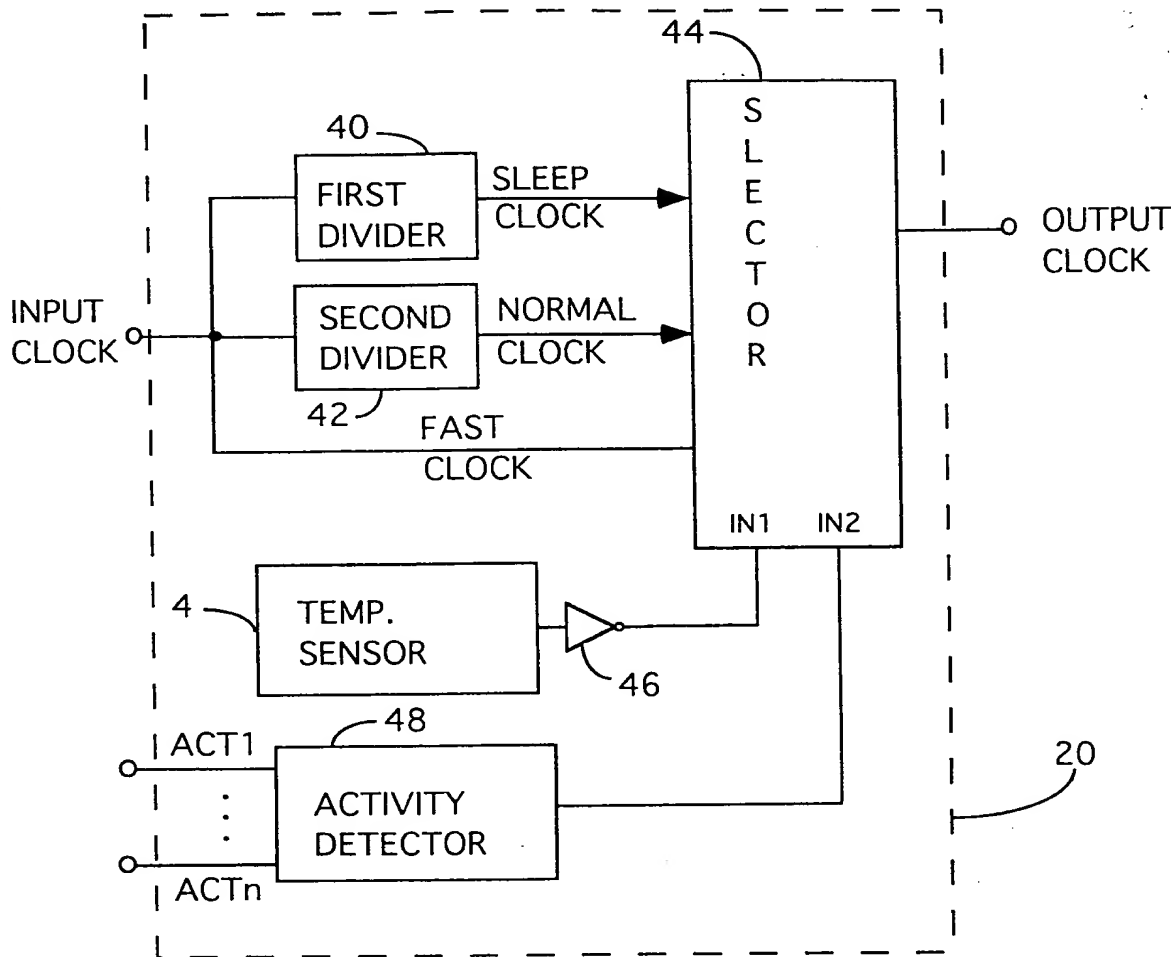 44
40
FIRST
DIVIDER
SLEEP
CLOCK
SLECTOR
OUTPUT
CLOCK
INPUT
CLOCK
SECOND
DIVIDER
NORMAL
CLOCK
42
FAST
CLOCK
IN1 IN2
4
TEMP.
SENSOR
46
48
ACT1
ACTIVITY
DETECTOR
ACTn
20